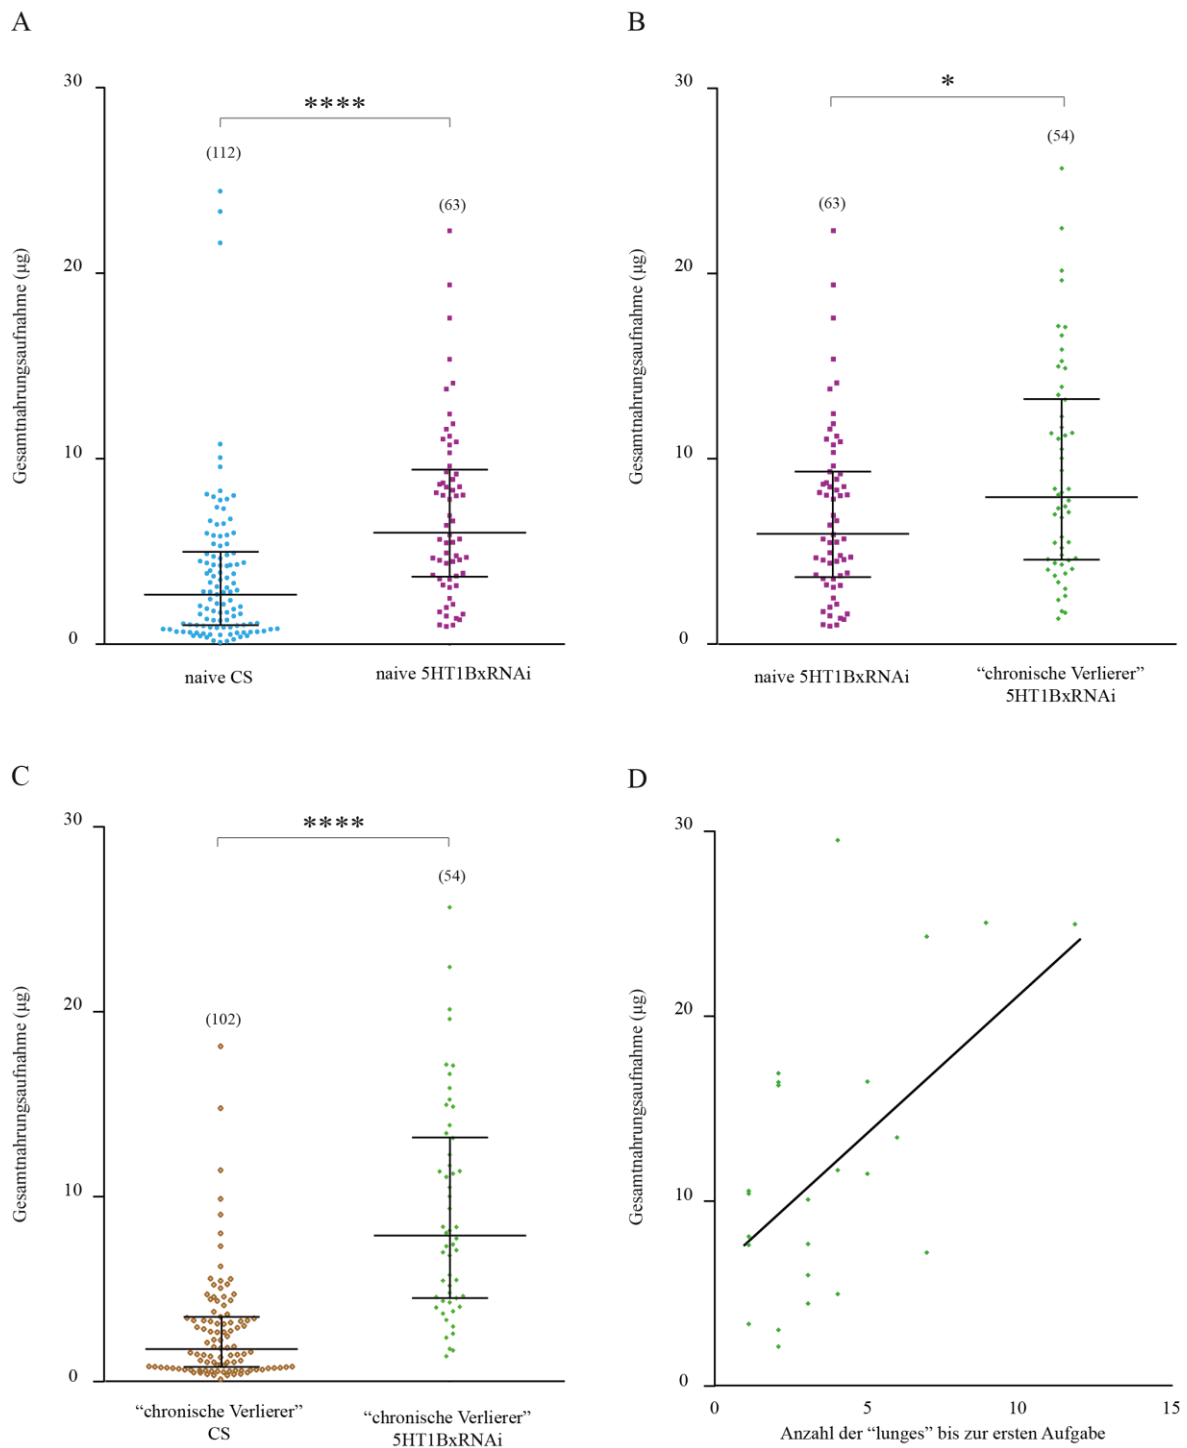 A
30
****
(112)
(63)
20
10
0
Gesamtnahrungsaufnahme (µg)
naive CS
naive 5HT1BxRNAi
B
30
*
(63)
(54)
20
10
0
Gesamtnahrungsaufnahme (µg)
naive 5HT1BxRNAi
“chronische Verlierer”
5HT1BxRNAi
C
30
****
(102)
(54)
20
10
0
Gesamtnahrungsaufnahme (µg)
“chronische Verlierer”
CS
“chronische Verlierer”
5HT1BxRNAi
D
30
20
10
0
Gesamtnahrungsaufnahme (µg)
0 5 10 15
Anzahl der “lunges” bis zur ersten Aufgabe